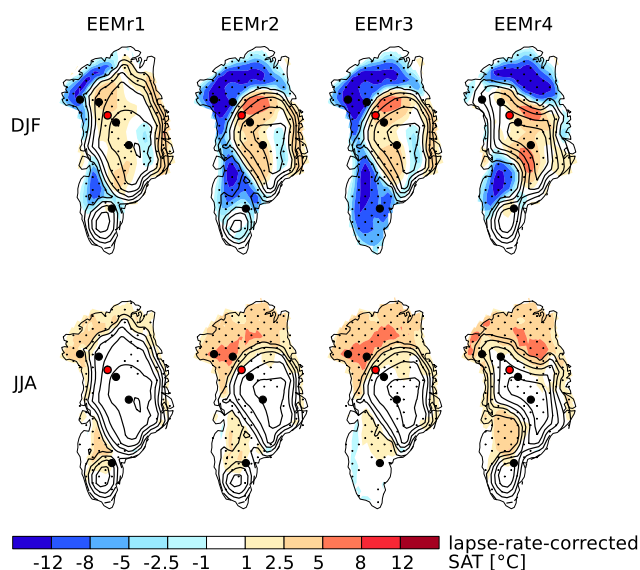 EEMr1 EEMr2 EEMr3 EEMr4
DJF
JJA
lapse-rate-corrected
-12 -8 -5 -2.5 -1 1 2.5 5 8 12 SAT [°C]